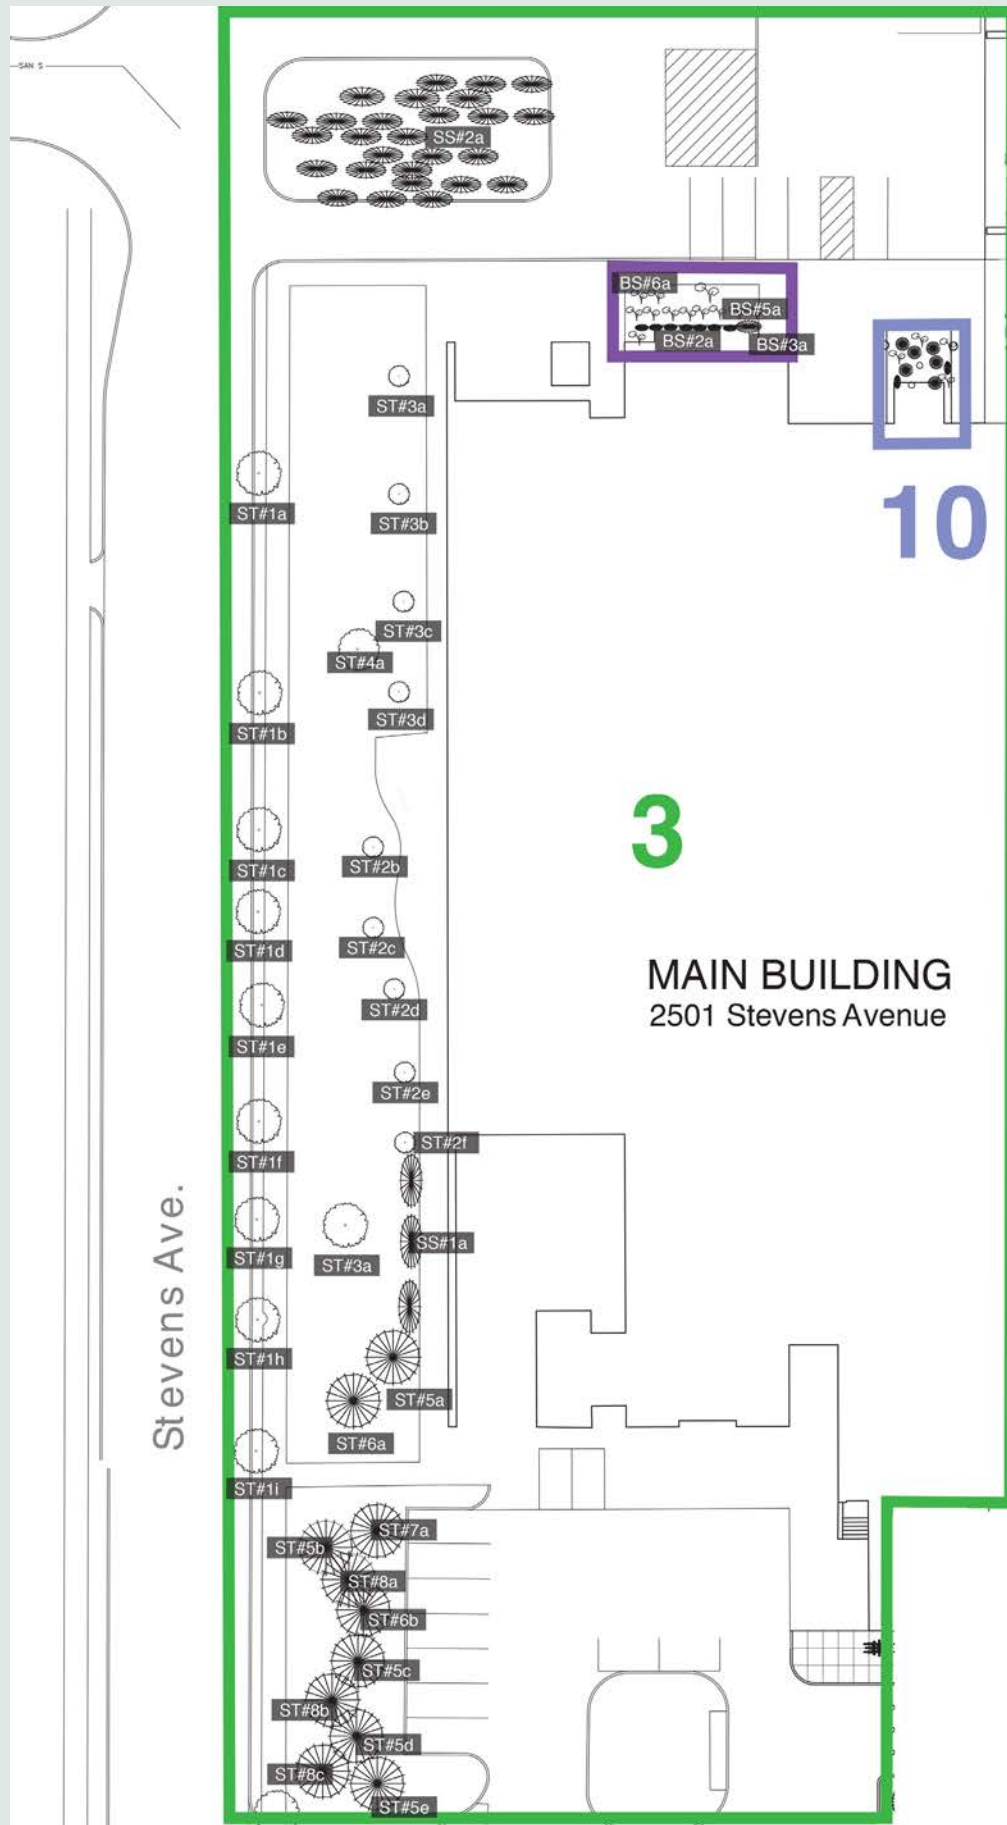 SAN S
SS#2a
BS#6a
BS#5a
BS#2a
BS#3a
ST#3a
10
ST#1a
ST#3b
ST#3c
ST#4a
ST#3d
ST#1b
3
ST#2b
ST#1c
ST#2c
ST#1d
MAIN BUILDING
2501 Stevens Avenue
ST#2d
ST#1e
ST#2e
ST#2f
ST#1f
Stevens Ave.
SS#1a
ST#1g
ST#3a
ST#1h
ST#5a
ST#6a
ST#1i
ST#7a
ST#5b
ST#8a
ST#6b
ST#5c
ST#8b
ST#5d
ST#8c
ST#5e